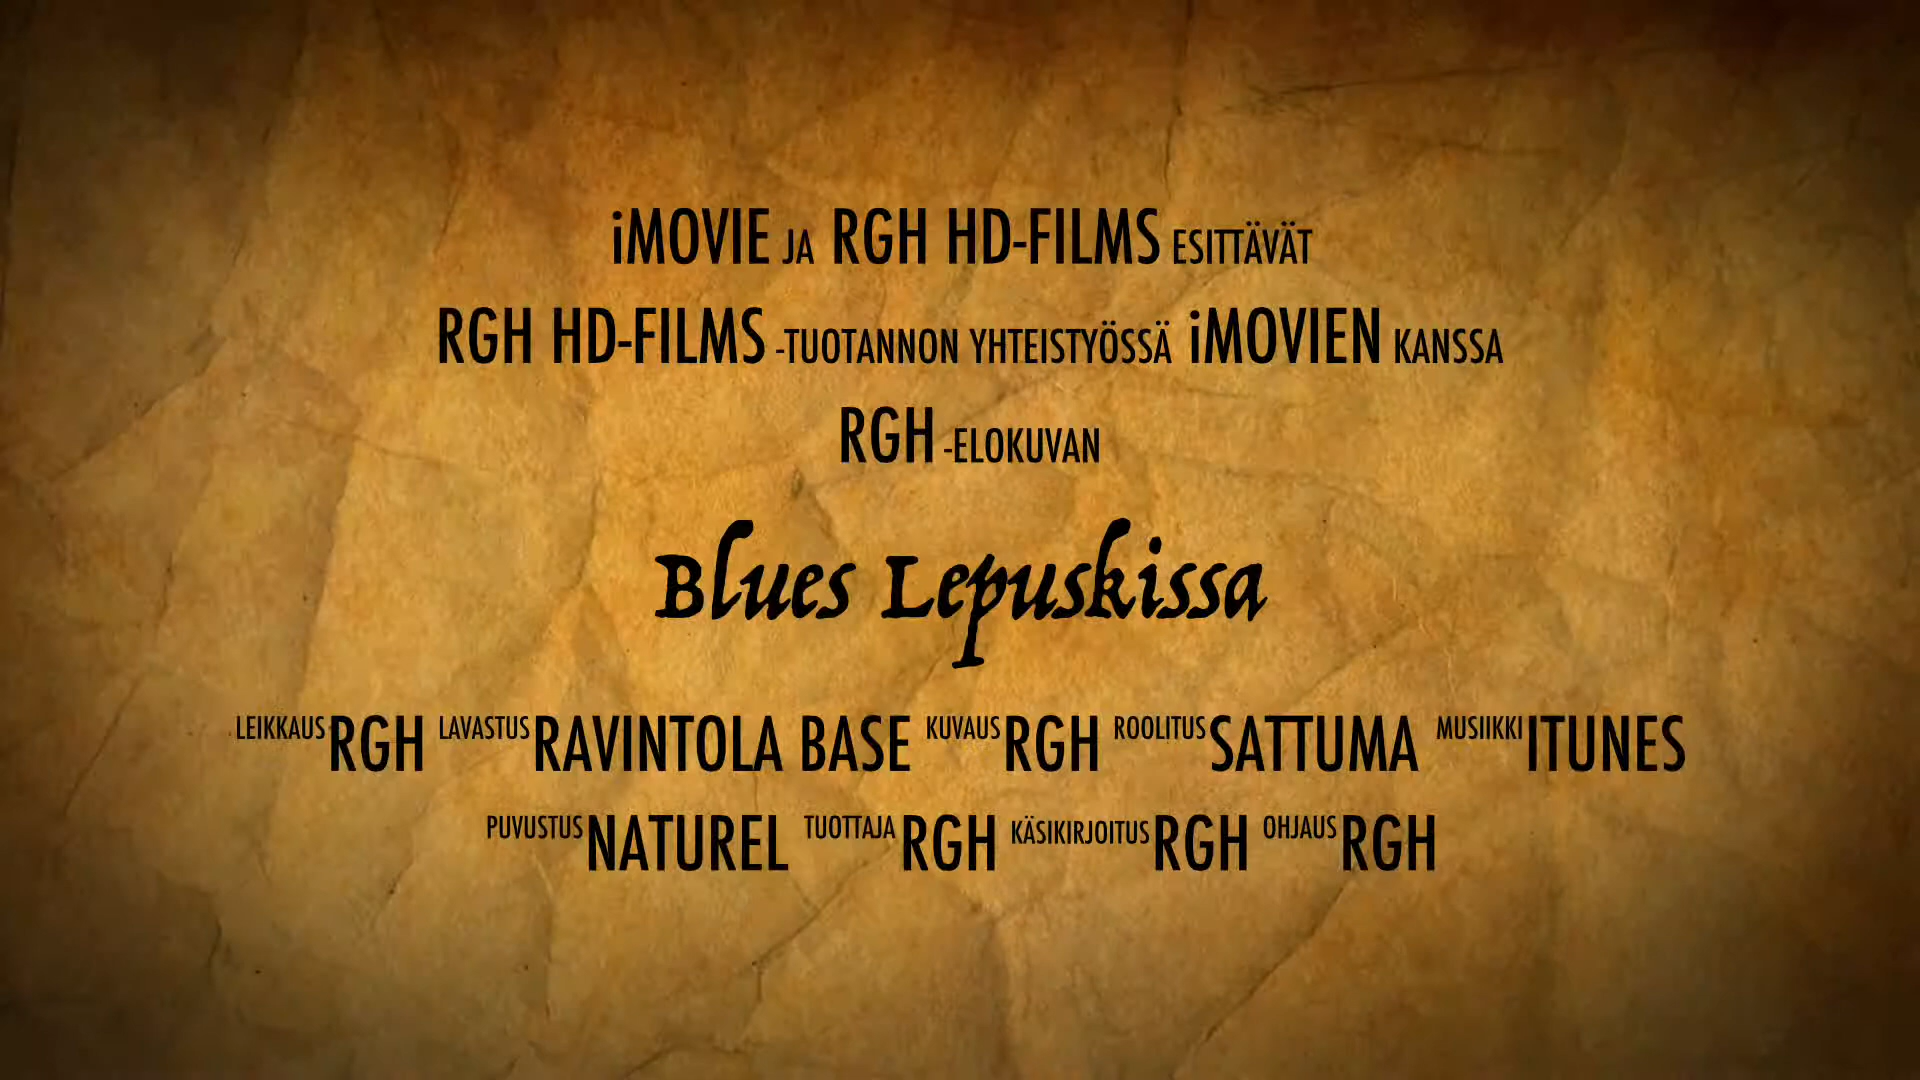 iMOVIE JA RGH HD-FILMS ESITTÄVÄT
RGH HD-FILMS -TUOTANNON YHTEISTYÖSSÄ iMOVIEN KANSSA
RGH -ELOKUVAN
Blues Lepuskissa
LEIKKAUS RGH LAVASTUS RAVINTOLA BASE KUVAUS RGH ROOLITUS SATTUMA MUSIIKKI ITUNES
PUVUSTUS NATUREL TUOTTAJA RGH KÄSIKIRJOITUS RGH OHJAUS RGH